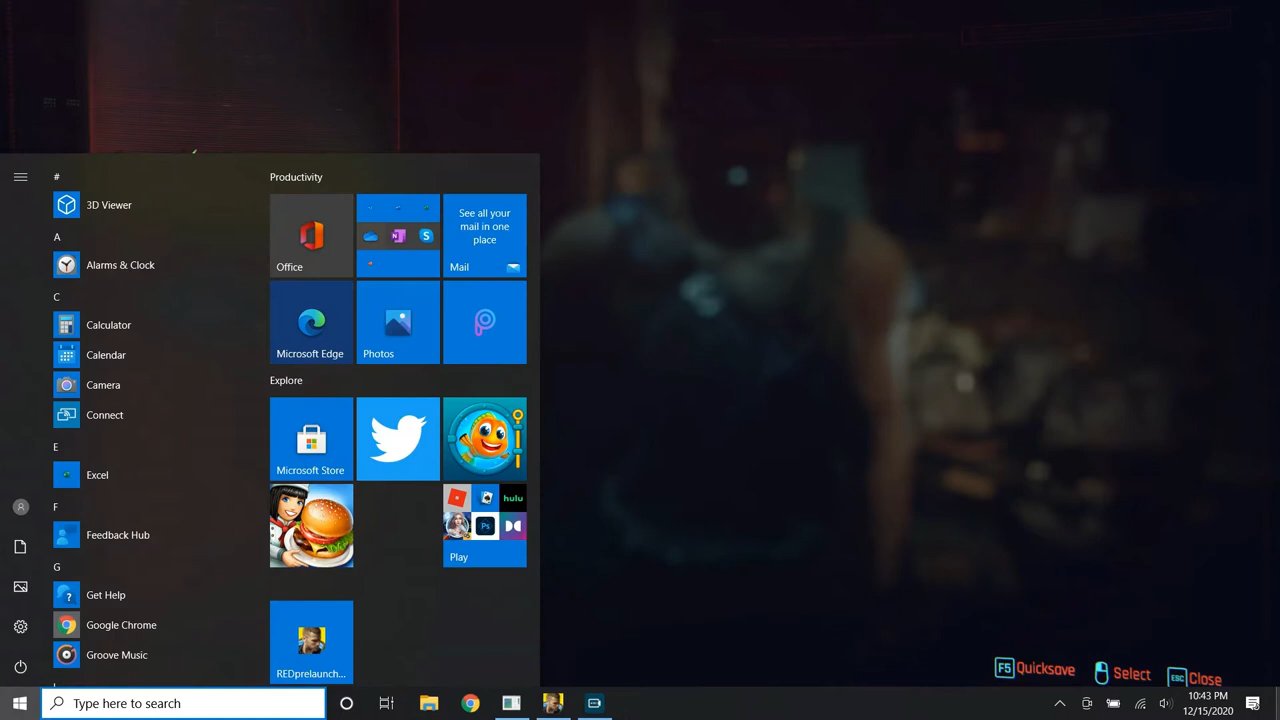 #
3D Viewer
A
Alarms & Clock
C
Calculator
Calendar
Camera
Connect
E
Excel
F
Feedback Hub
G
Get Help
Google Chrome
Groove Music
Productivity
Office
See all your
mail in one
place
Mail
Microsoft Edge
Photos
Explore
Microsoft Store
hulu
Ps
Play
REDprelaunch...
F5 Quicksave
Select
ESC Close
Type here to search
10:43 PM
12/15/2020